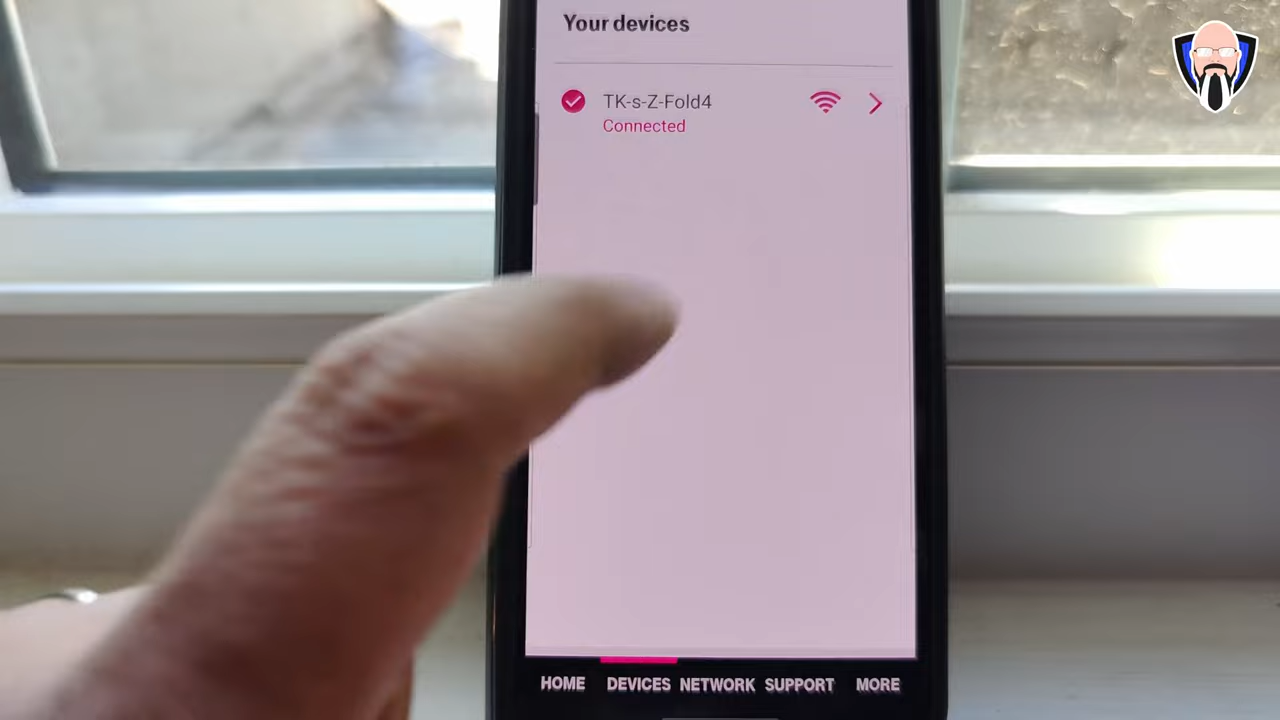 Your devices
TK-s-Z-Fold4
Connected
HOME DEVICES NETWORK SUPPORT MORE